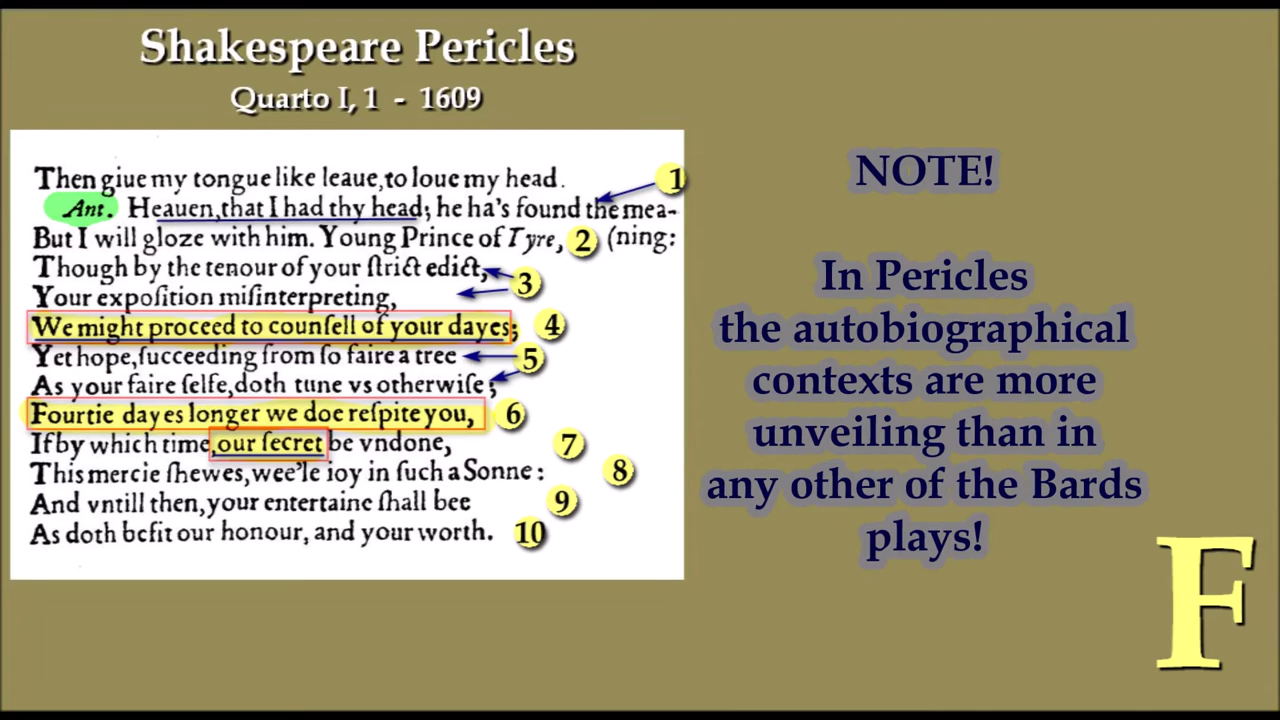 Shakespeare Pericles
Quarto I, 1 - 1609
Then giue my tongue like leaue, to loue my head.
Ant. Heauen, that I had thy head; he ha's found the mea-
1
But I will gloze with him. Young Prince of Tyre, 2 (ning:
Though by the tenour of your ſtrict edict,
3
Your expoſition miſinterpreting,
We might proceed to counſell of your dayes; 4
Yet hope, ſucceeding from ſo faire a tree 5
As your faire ſelfe, doth tune vs otherwiſe;
Fourtie dayes longer we doe reſpite you, 6
If by which time, our ſecret be vndone, 7
This mercie ſhewes, wee'le ioy in ſuch a Sonne: 8
And vntill then, your entertaine ſhall bee 9
As doth befit our honour, and your worth. 10
NOTE!
In Pericles
the autobiographical
contexts are more
unveiling than in
any other of the Bards
plays!
F